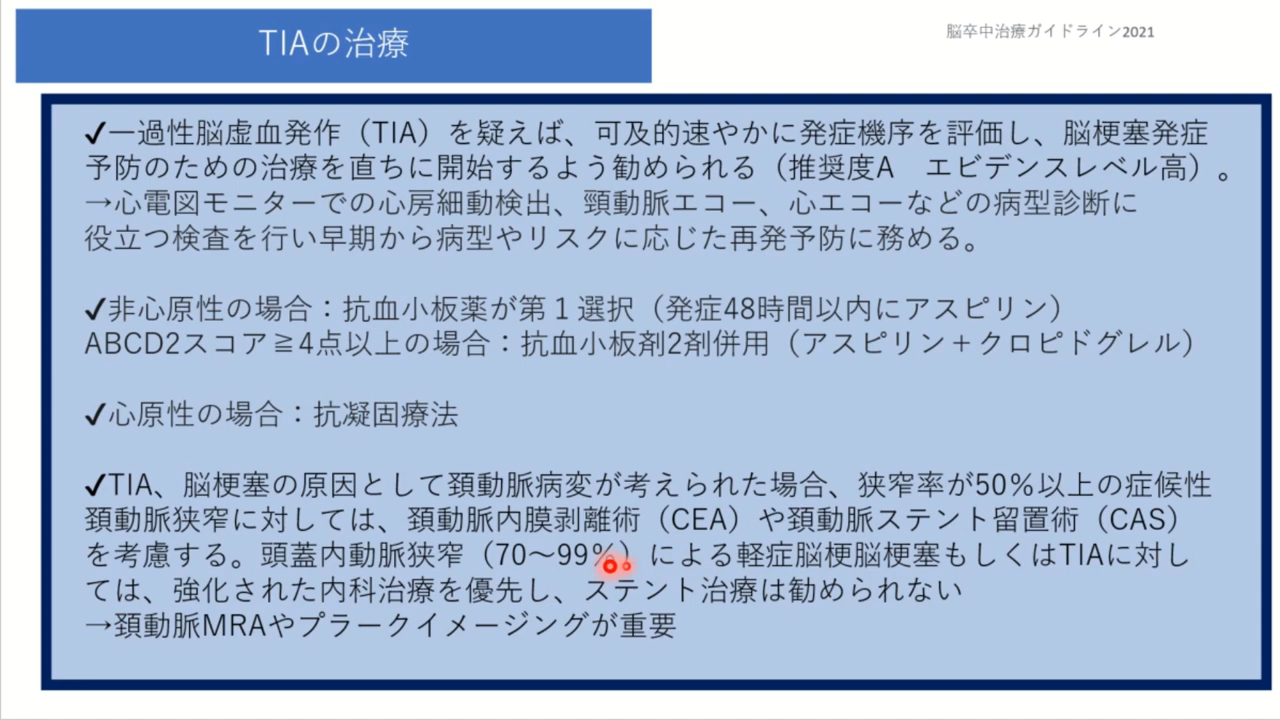 TIAの治療
脳卒中治療ガイドライン2021
✓一過性脳虚血発作（TIA）を疑えば、可及的速やかに発症機序を評価し、脳梗塞発症
予防のための治療を直ちに開始するよう勧められる（推奨度A　エビデンスレベル高）。
→心電図モニターでの心房細動検出、頸動脈エコー、心エコーなどの病型診断に
役立つ検査を行い早期から病型やリスクに応じた再発予防に務める。
✓非心原性の場合：抗血小板薬が第１選択（発症48時間以内にアスピリン）
ABCD2スコア≧4点以上の場合：抗血小板剤2剤併用（アスピリン＋クロピドグレル）
✓心原性の場合：抗凝固療法
✓TIA、脳梗塞の原因として頚動脈病変が考えられた場合、狭窄率が50％以上の症候性
頚動脈狭窄に対しては、頚動脈内膜剥離術（CEA）や頚動脈ステント留置術（CAS）
を考慮する。頭蓋内動脈狭窄（70～99%）による軽症脳梗脳梗塞もしくはTIAに対し
ては、強化された内科治療を優先し、ステント治療は勧められない
→頚動脈MRAやプラークイメージングが重要